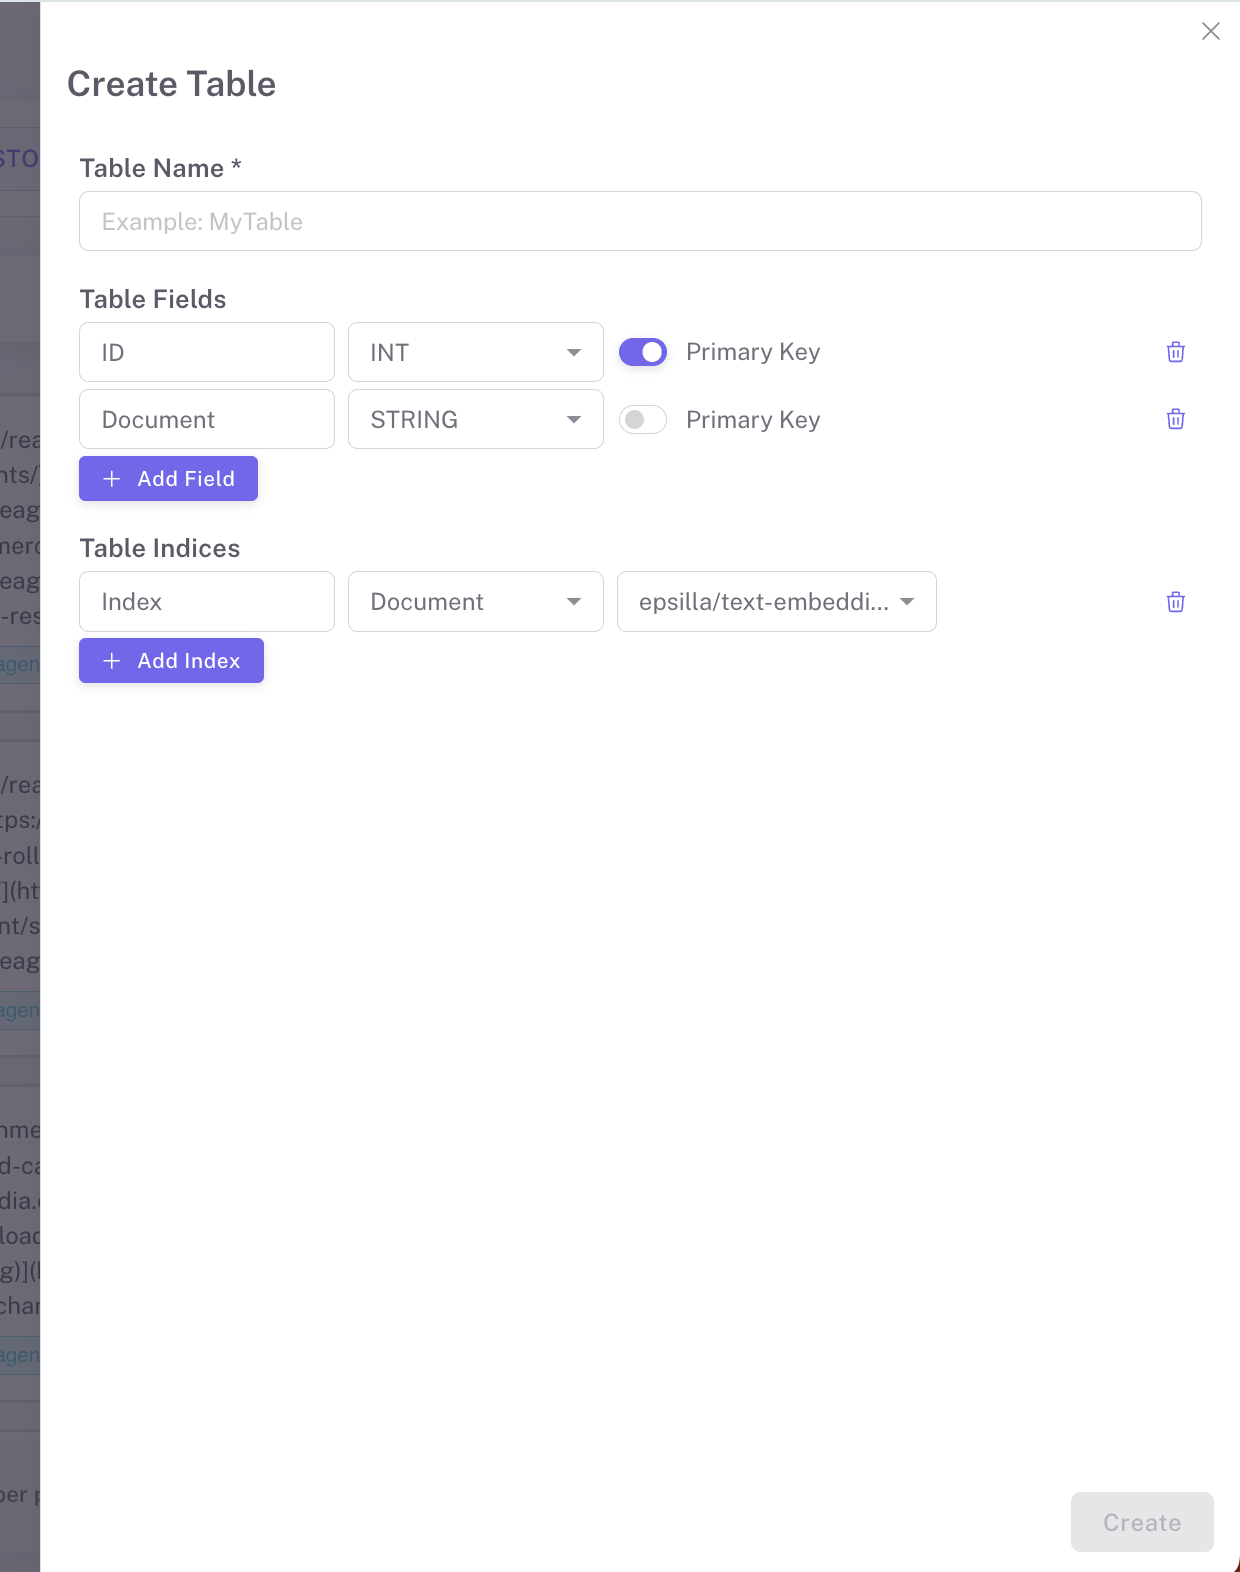 Create Table
Table Name *
Example: MyTable
Table Fields
ID INT Primary Key
Document STRING Primary Key
+ Add Field
Table Indices
Index Document epsilla/text-embeddi...
+ Add Index
Create